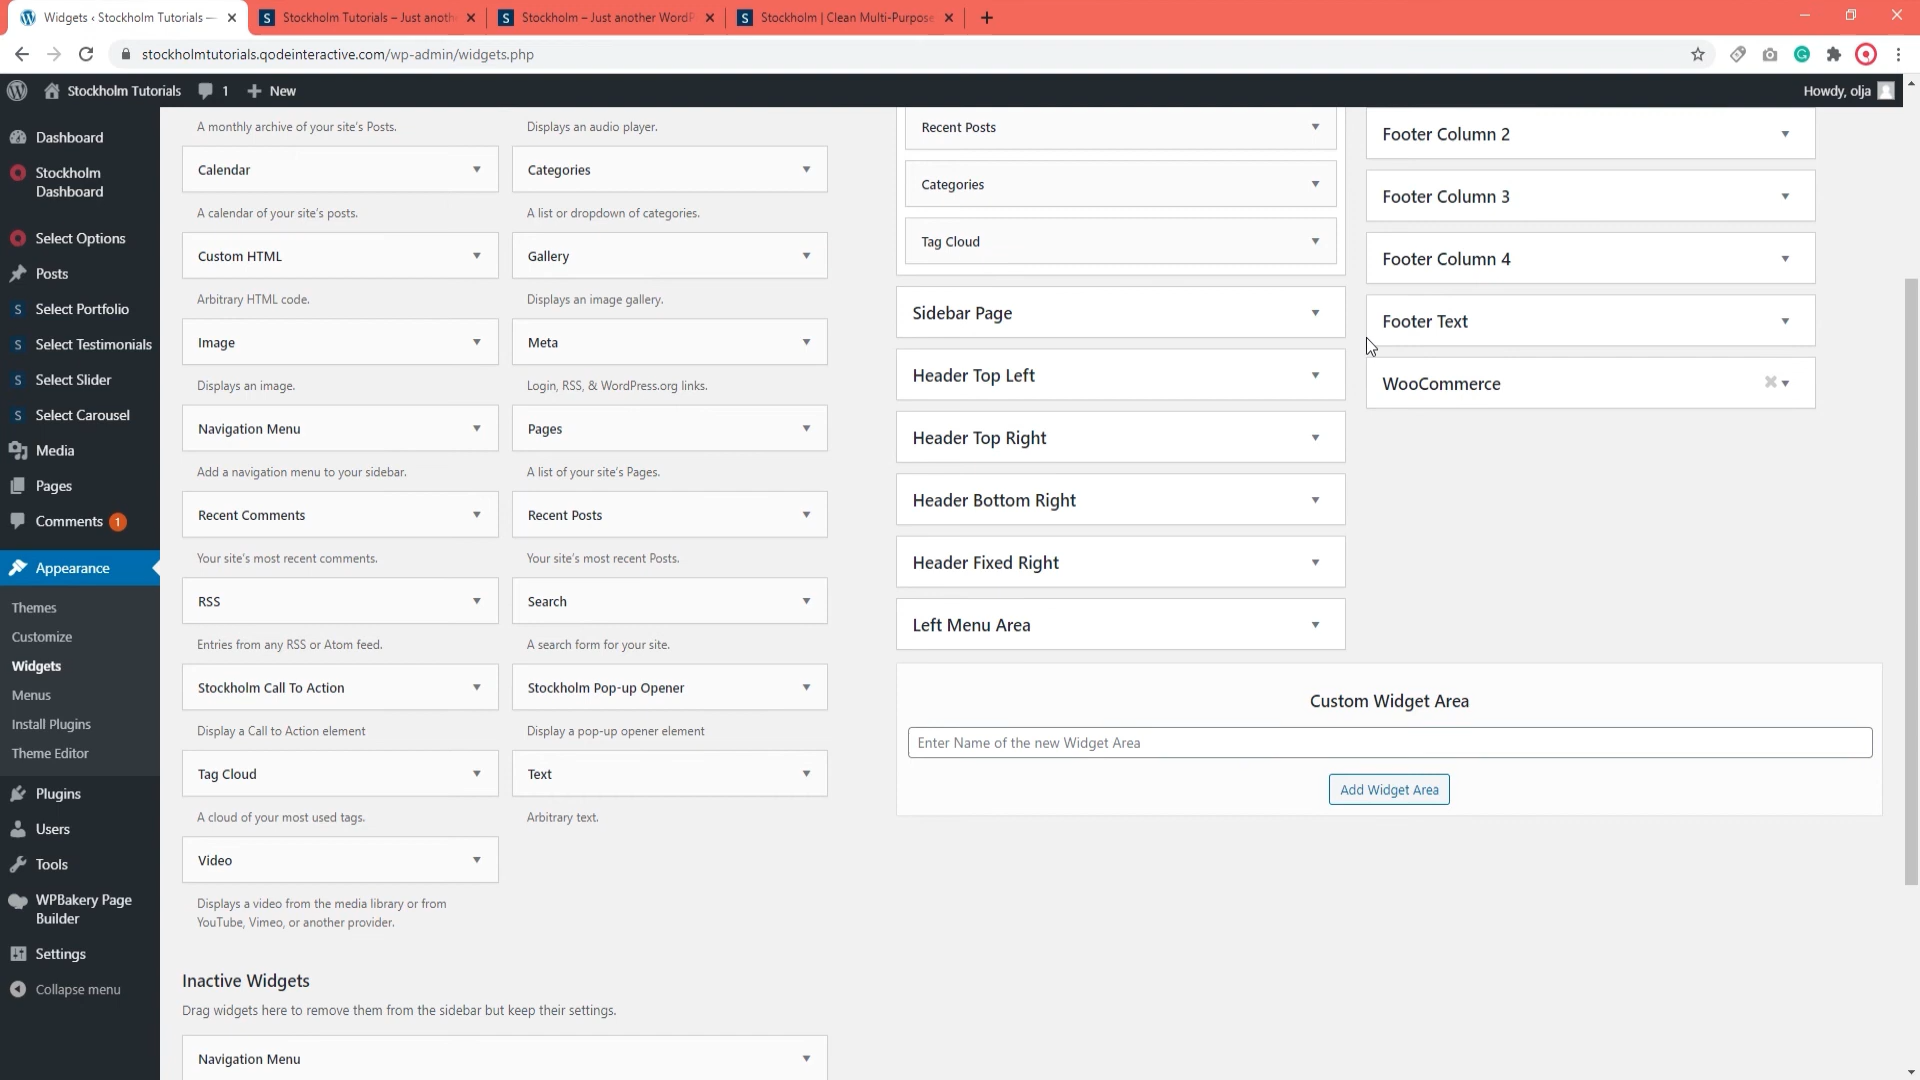 Widgets ‹ Stockholm Tutorials —
Stockholm Tutorials – Just anoth
Stockholm – Just another WordP
Stockholm | Clean Multi-Purpose
stockholmtutorials.qodeinteractive.com/wp-admin/widgets.php
Stockholm Tutorials
1
New
Howdy, olja
Dashboard
Stockholm
Dashboard
Select Options
Posts
Select Portfolio
Select Testimonials
Select Slider
Select Carousel
Media
Pages
Comments 1
Appearance
Themes
Customize
Widgets
Menus
Install Plugins
Theme Editor
Plugins
Users
Tools
WPBakery Page
Builder
Settings
Collapse menu
A monthly archive of your site's Posts.
Displays an audio player.
Calendar
Categories
A calendar of your site's posts.
A list or dropdown of categories.
Custom HTML
Gallery
Arbitrary HTML code.
Displays an image gallery.
Image
Meta
Displays an image.
Login, RSS, & WordPress.org links.
Navigation Menu
Pages
Add a navigation menu to your sidebar.
A list of your site's Pages.
Recent Comments
Recent Posts
Your site's most recent comments.
Your site's most recent Posts.
RSS
Search
Entries from any RSS or Atom feed.
A search form for your site.
Stockholm Call To Action
Stockholm Pop-up Opener
Display a Call to Action element
Display a pop-up opener element
Tag Cloud
Text
A cloud of your most used tags.
Arbitrary text.
Video
Displays a video from the media library or from
YouTube, Vimeo, or another provider.
Inactive Widgets
Drag widgets here to remove them from the sidebar but keep their settings.
Navigation Menu
Recent Posts
Categories
Tag Cloud
Sidebar Page
Header Top Left
Header Top Right
Header Bottom Right
Header Fixed Right
Left Menu Area
Footer Column 2
Footer Column 3
Footer Column 4
Footer Text
WooCommerce
Custom Widget Area
Enter Name of the new Widget Area
Add Widget Area